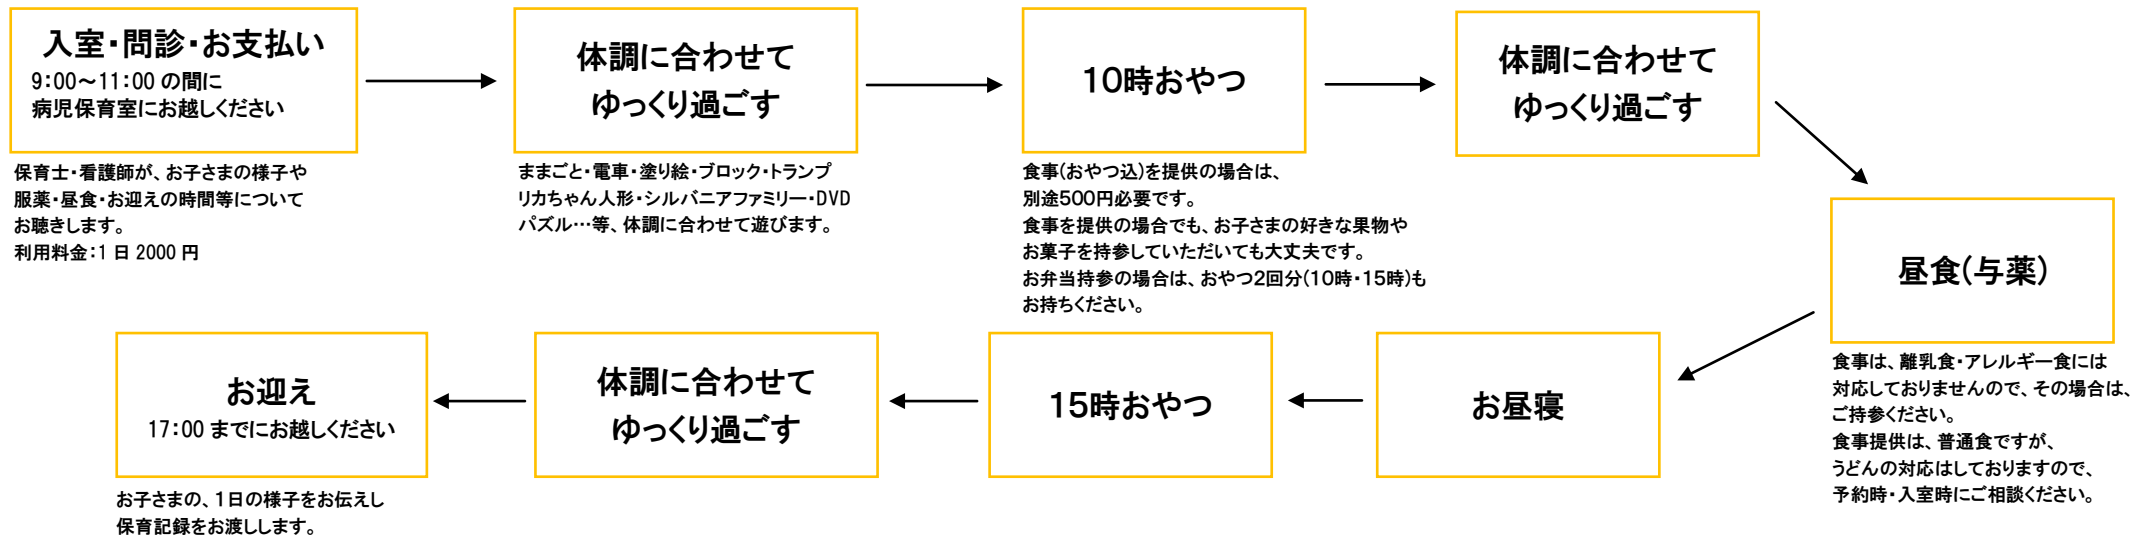 入室・問診・お支払い
9:00～11:00 の間に
病児保育室にお越しください
保育士・看護師が、お子さまの様子や
服薬・昼食・お迎えの時間等について
お聴きします。
利用料金：1 日 2000 円
体調に合わせて
ゆっくり過ごす
ままごと・電車・塗り絵・ブロック・トランプ
リカちゃん人形・シルバニアファミリー・DVD
パズル…等、体調に合わせて遊びます。
10時おやつ
食事(おやつ込)を提供の場合は、
別途500円必要です。
食事を提供の場合でも、お子さまの好きな果物や
お菓子を持参していただいても大丈夫です。
お弁当持参の場合は、おやつ2回分(10時・15時)も
お持ちください。
体調に合わせて
ゆっくり過ごす
昼食(与薬)
食事は、離乳食・アレルギー食には
対応しておりませんので、その場合は、
ご持参ください。
食事提供は、普通食ですが、
うどんの対応はしておりますので、
予約時・入室時にご相談ください。
お昼寝
15時おやつ
体調に合わせて
ゆっくり過ごす
お迎え
17:00 までにお越しください
お子さまの、1日の様子をお伝えし
保育記録をお渡しします。